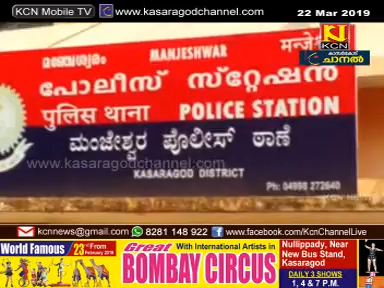 KCN Mobile TV www.kasaragodchannel.com 22 Mar 2019
മഞ്ചേശ്വരം MANJESHWAR
KCN
ചാനൽ
പോലീസ് സ്റ്റേഷൻ
पुलिस थाना POLICE STATION
ಮಂಜೇಶ್ವರ ಪೊಲೀಸ್ ಠಾಣೆ
www.kasaragodchannel.com
KASARAGOD DISTRICT
Ph: 04998 272640
kcnnews@gmail.com 8281 148 922 www.facebook.com/KcnChannelLive
World Famous 23rd From February 2019
Great BOMBAY CIRCUS
With International Artists in
Nullippady, Near
New Bus Stand,
Kasaragod
DAILY 3 SHOWS
1, 4 & 7 P.M.